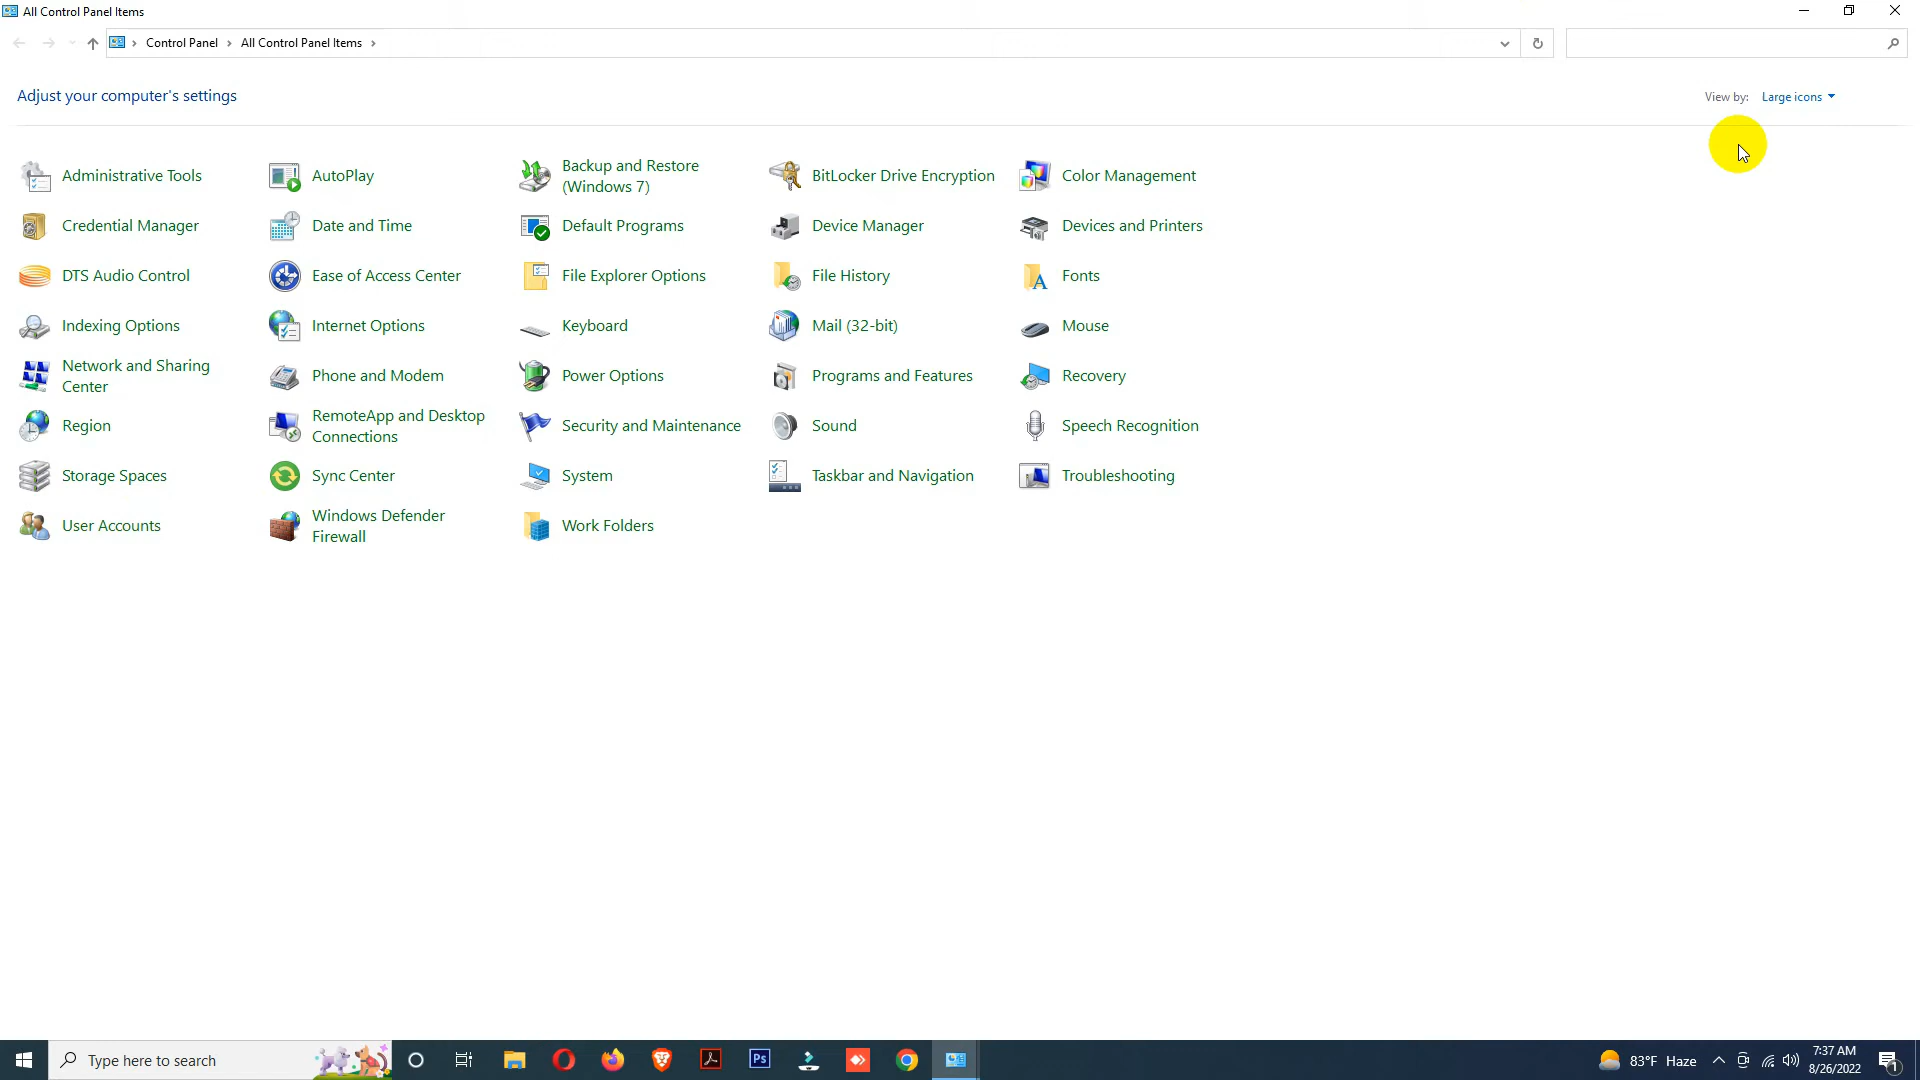 All Control Panel Items
Control Panel
All Control Panel Items
Adjust your computer's settings
View by: Large icons
Administrative Tools
AutoPlay
Backup and Restore
(Windows 7)
BitLocker Drive Encryption
Color Management
Credential Manager
Date and Time
Default Programs
Device Manager
Devices and Printers
DTS Audio Control
Ease of Access Center
File Explorer Options
File History
Fonts
Indexing Options
Internet Options
Keyboard
Mail (32-bit)
Mouse
Network and Sharing
Center
Phone and Modem
Power Options
Programs and Features
Recovery
Region
RemoteApp and Desktop
Connections
Security and Maintenance
Sound
Speech Recognition
Storage Spaces
Sync Center
System
Taskbar and Navigation
Troubleshooting
User Accounts
Windows Defender
Firewall
Work Folders
Type here to search
Ps
83°F Haze
7:37 AM
8/26/2022
1